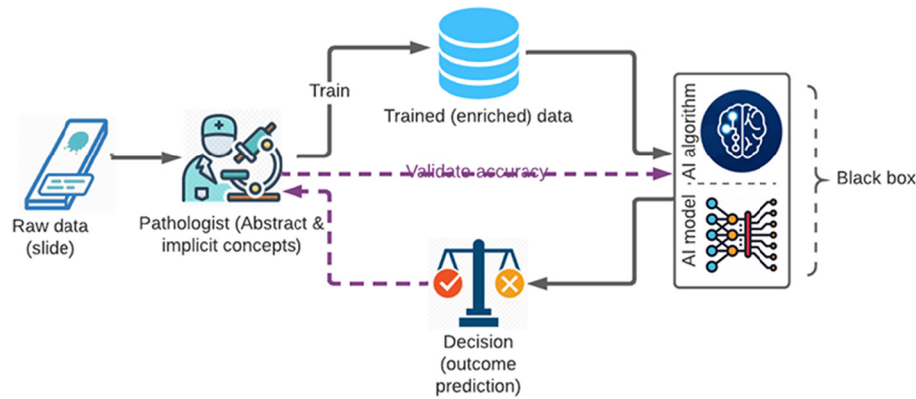 Train
Trained (enriched) data
Raw data
(slide)
Pathologist (Abstract &
implicit concepts)
Validate accuracy
AI algorithm
AI model
Black box
Decision
(outcome
prediction)